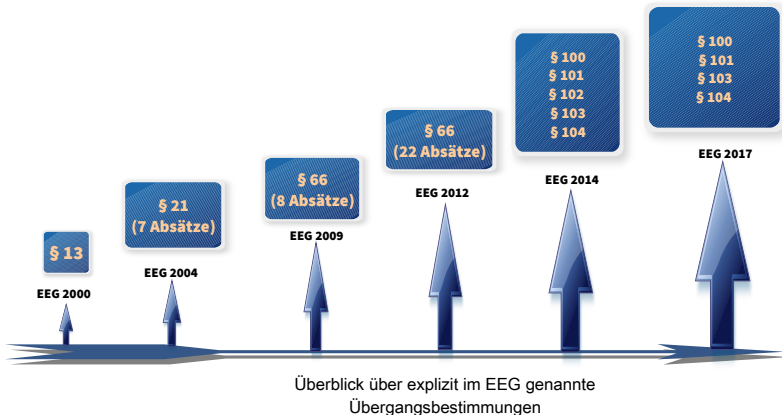 § 13
EEG 2000
§ 21
(7 Absätze)
EEG 2004
§ 66
(8 Absätze)
EEG 2009
§ 66
(22 Absätze)
EEG 2012
§ 100
§ 101
§ 102
§ 103
§ 104
EEG 2014
§ 100
§ 101
§ 103
§ 104
EEG 2017
Überblick über explizit im EEG genannte
Übergangsbestimmungen